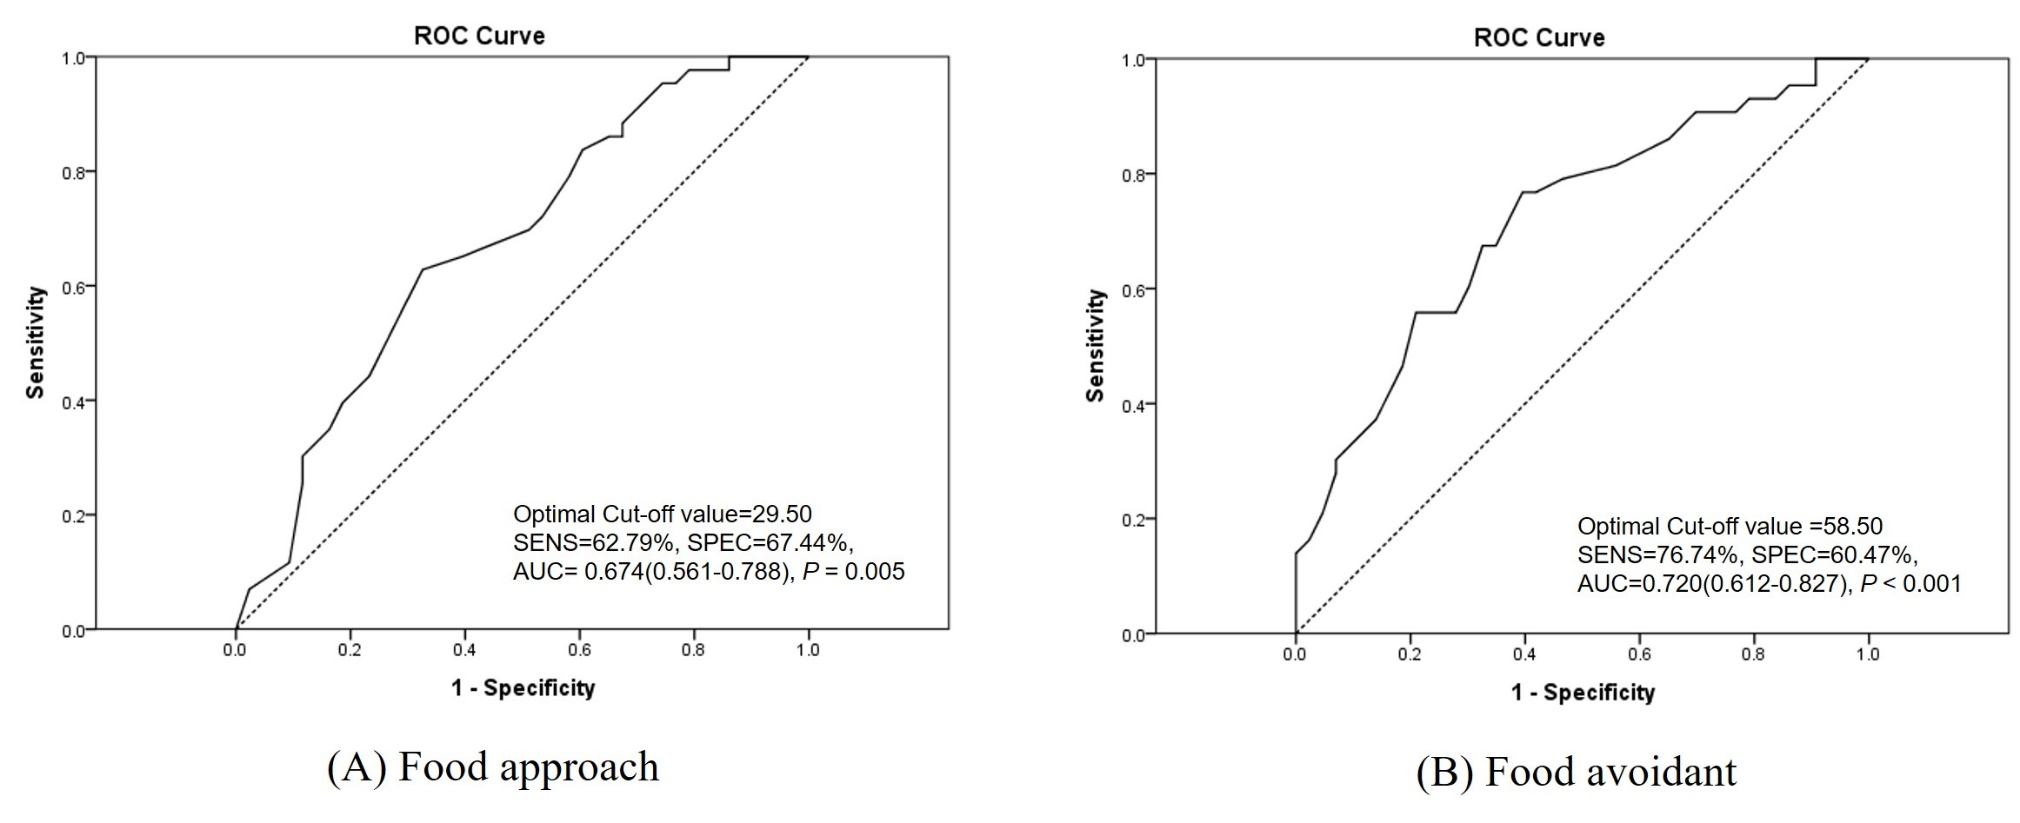 ROC Curve
1.0
0.8
0.6
0.4
0.2
0.0
Sensitivity
0.0 0.2 0.4 0.6 0.8 1.0
1 - Specificity
Optimal Cut-off value=29.50
SENS=62.79%, SPEC=67.44%,
AUC= 0.674(0.561-0.788), P = 0.005
(A) Food approach
ROC Curve
1.0
0.8
0.6
0.4
0.2
0.0
Sensitivity
0.0 0.2 0.4 0.6 0.8 1.0
1 - Specificity
Optimal Cut-off value =58.50
SENS=76.74%, SPEC=60.47%,
AUC=0.720(0.612-0.827), P < 0.001
(B) Food avoidant